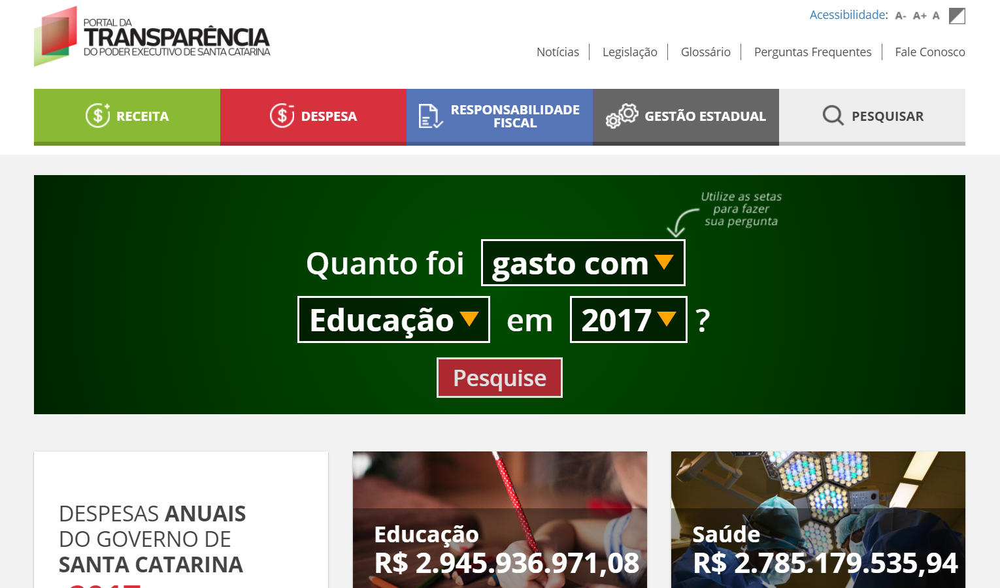 PORTAL DA
TRANSPARÊNCIA
DO PODER EXECUTIVO DE SANTA CATARINA
Acessibilidade: A- A+ A
Notícias
Legislação
Glossário
Perguntas Frequentes
Fale Conosco
RECEITA
DESPESA
RESPONSABILIDADE
FISCAL
GESTÃO ESTADUAL
PESQUISAR
Utilize as setas
para fazer
sua pergunta
Quanto foi gasto com
Educação em 2017 ?
Pesquise
DESPESAS ANUAIS
DO GOVERNO DE
SANTA CATARINA
2017
Educação
R$ 2.945.936.971,08
Saúde
R$ 2.785.179.535,94